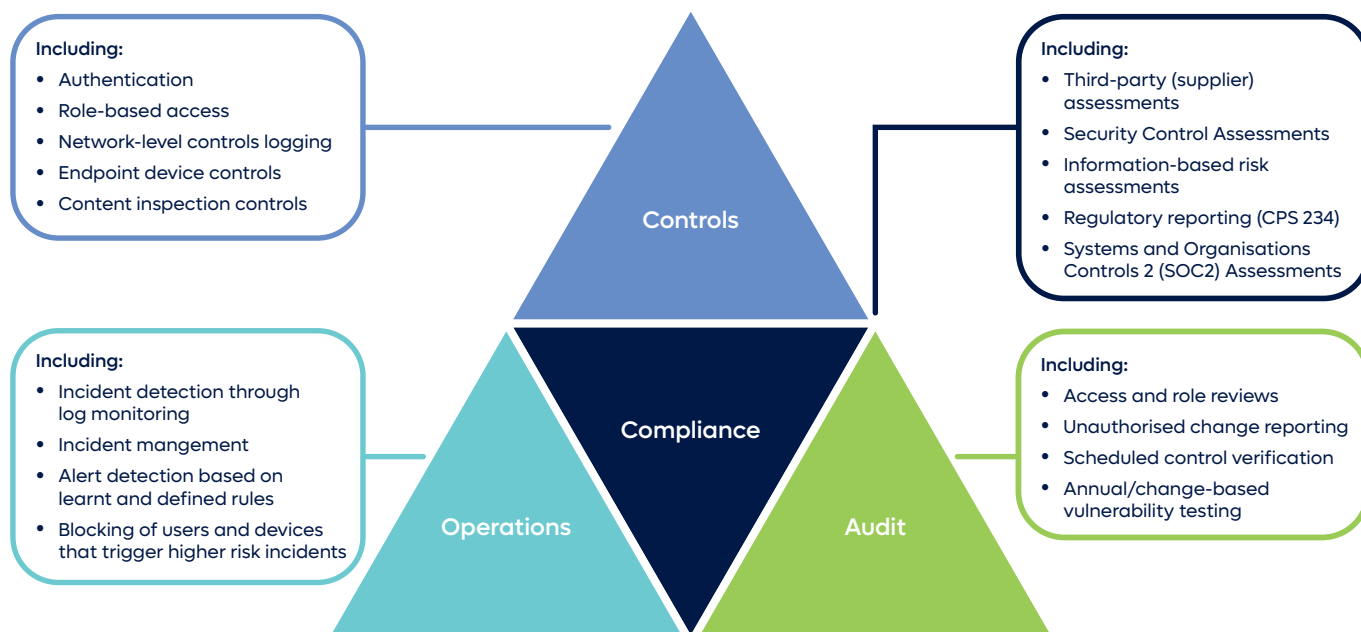 Including:
• Authentication
• Role-based access
• Network-level controls logging
• Endpoint device controls
• Content inspection controls
Controls
Including:
• Third-party (supplier)
assessments
• Security Control Assessments
• Information-based risk
assessments
• Regulatory reporting (CPS 234)
• Systems and Organisations
Controls 2 (SOC2) Assessments
Including:
• Incident detection through
log monitoring
• Incident mangement
• Alert detection based on
learnt and defined rules
• Blocking of users and devices
that trigger higher risk incidents
Operations
Compliance
Audit
Including:
• Access and role reviews
• Unauthorised change reporting
• Scheduled control verification
• Annual/change-based
vulnerability testing